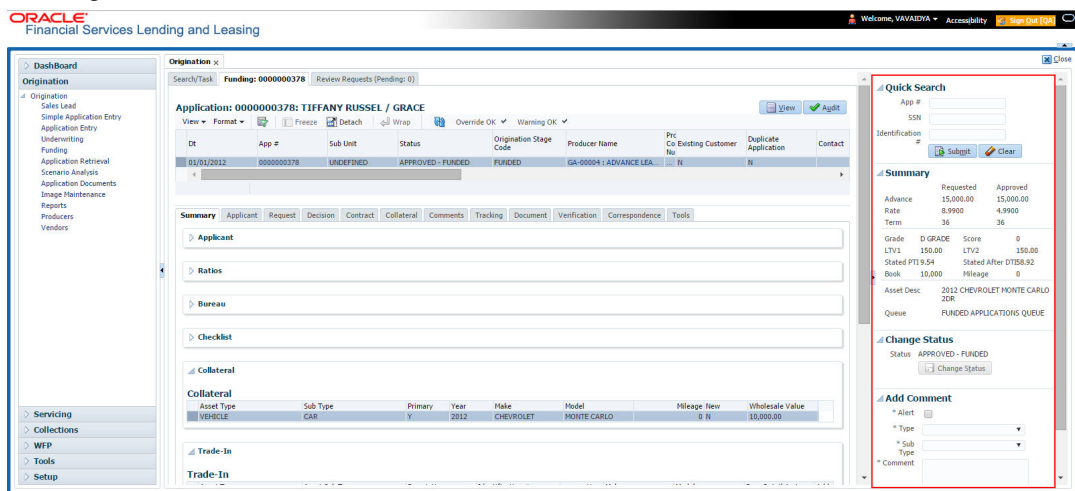 ORACLE
Financial Services Lending and Leasing
Welcome, VAVAIDYA Accessibility Sign Out [QA]
Close
DashBoard
Origination
Origination
Sales Lead
Simple Application Entry
Application Entry
Underwriting
Funding
Application Retrieval
Scenario Analysis
Application Documents
Image Maintenance
Reports
Producers
Vendors
Servicing
Collections
WFP
Tools
Setup
Origination x
Search/Task Funding: 0000000378 Review Requests (Pending: 0)
Application: 0000000378: TIFFANY RUSSEL / GRACE
View Audit
View Format Freeze Detach Wrap Override OK Warning OK
Dt App # Sub Unit Status Origination Stage Code Producer Name Prc Co Nu Existing Customer Duplicate Application Contact
01/01/2012 0000000378 UNDEFINED APPROVED - FUNDED FUNDED GA-00004 : ADVANCE LEA... ... N N
Summary Applicant Request Decision Contract Collateral Comments Tracking Document Verification Correspondence Tools
Applicant
Ratios
Bureau
Checklist
Collateral
Collateral
Asset Type Sub Type Primary Year Make Model Mileage New Wholesale Value
VEHICLE CAR Y 2012 CHEVROLET MONTE CARLO 0 N 10,000.00
Trade-In
Trade-In
Quick Search
App #
SSN
Identification #
Submit Clear
Summary
Requested Approved
Advance 15,000.00 15,000.00
Rate 8.9900 4.9900
Term 36 36
Grade D GRADE Score 0
LTV1 150.00 LTV2 150.00
Stated PTI 9.54 Stated After DTI 58.92
Book 10,000 Mileage 0
Asset Desc 2012 CHEVROLET MONTE CARLO
2DR
Queue FUNDED APPLICATIONS QUEUE
Change Status
Status APPROVED - FUNDED
Change Status
Add Comment
* Alert
* Type
* Sub Type
* Comment